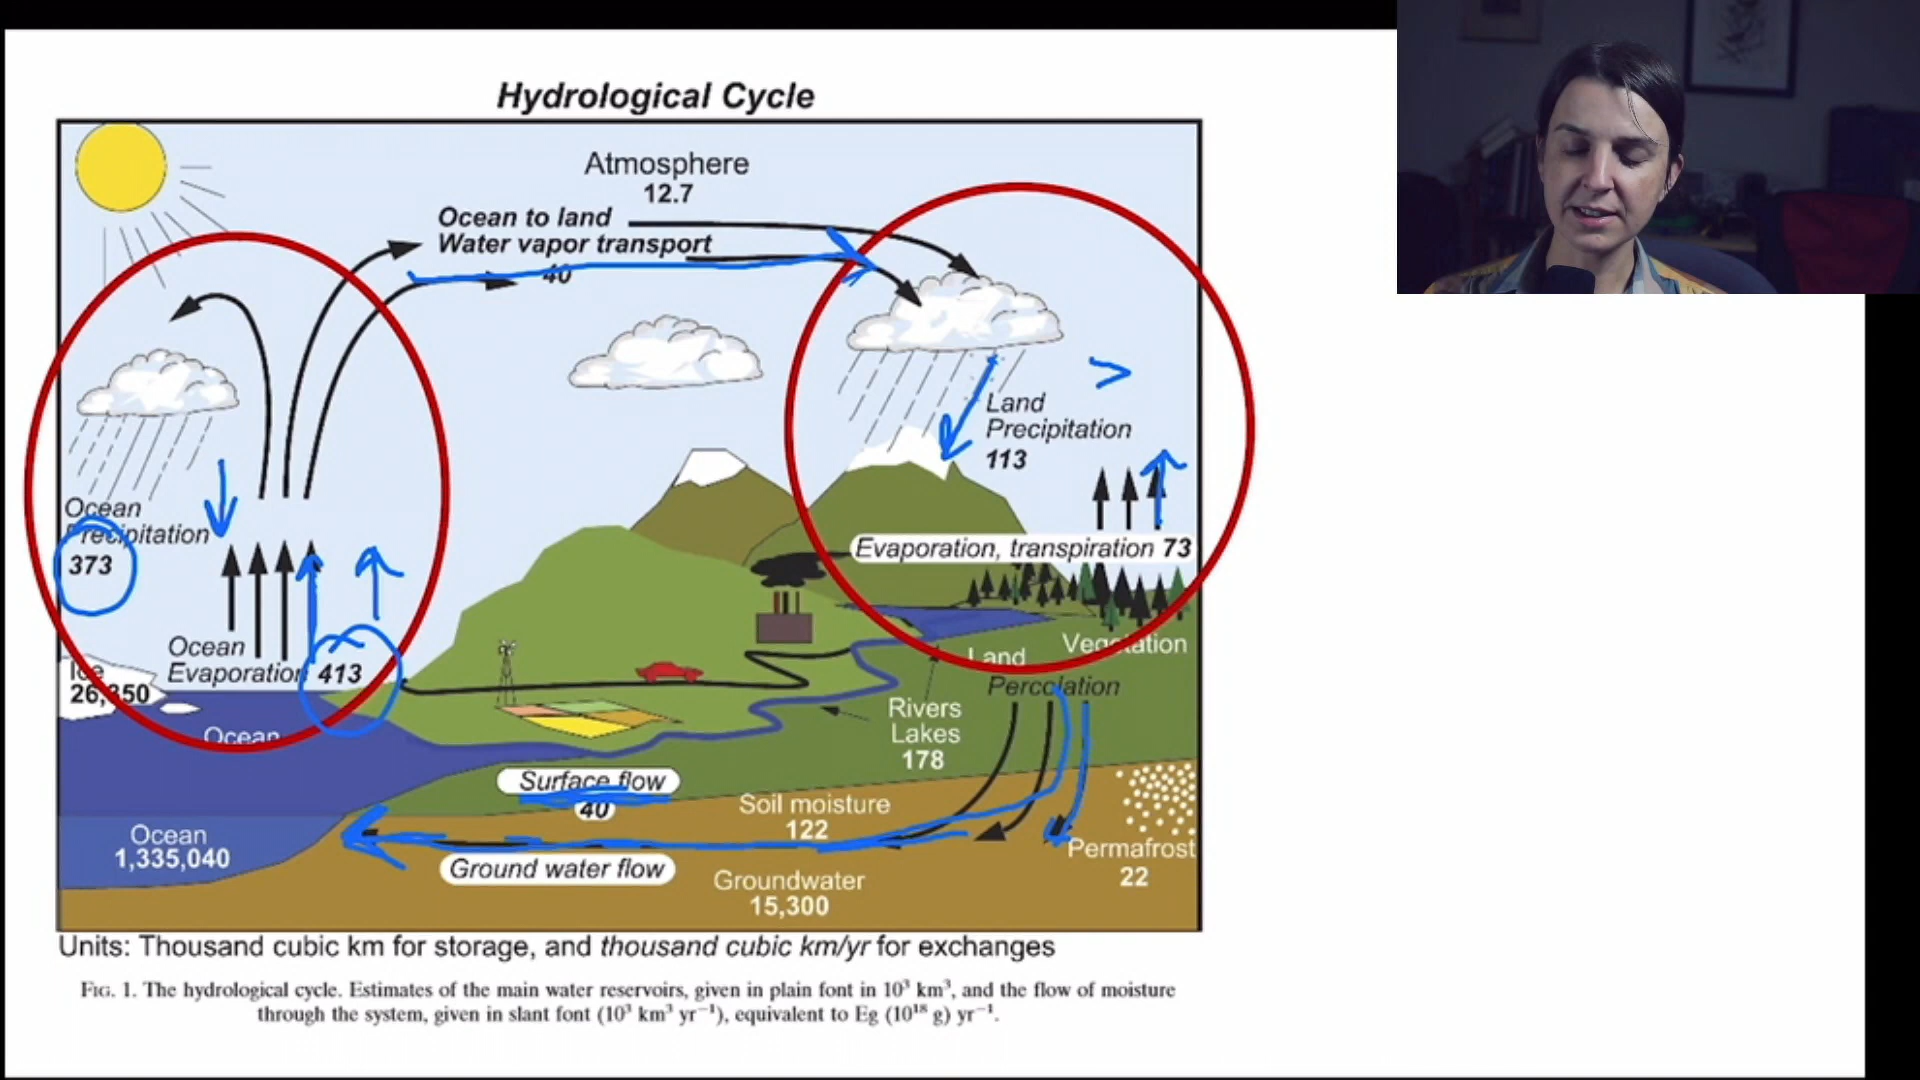 Hydrological Cycle
Atmosphere
12.7
Ocean to land
Water vapor transport
40
Land
Precipitation
113
Ocean
Precipitation
373
Evaporation, transpiration 73
Ocean
Evaporation 413
Ice
26,350
Vegetation
Land
Percolation
Ocean
Rivers
Lakes
178
Surface flow
40
Soil moisture
122
Ocean
1,335,040
Permafrost
22
Ground water flow
Groundwater
15,300
Units: Thousand cubic km for storage, and thousand cubic km/yr for exchanges
FIG. 1. The hydrological cycle. Estimates of the main water reservoirs, given in plain font in 10³ km³, and the flow of moisture
through the system, given in slant font (10³ km³ yr⁻¹), equivalent to Eg (10¹⁸ g) yr⁻¹.